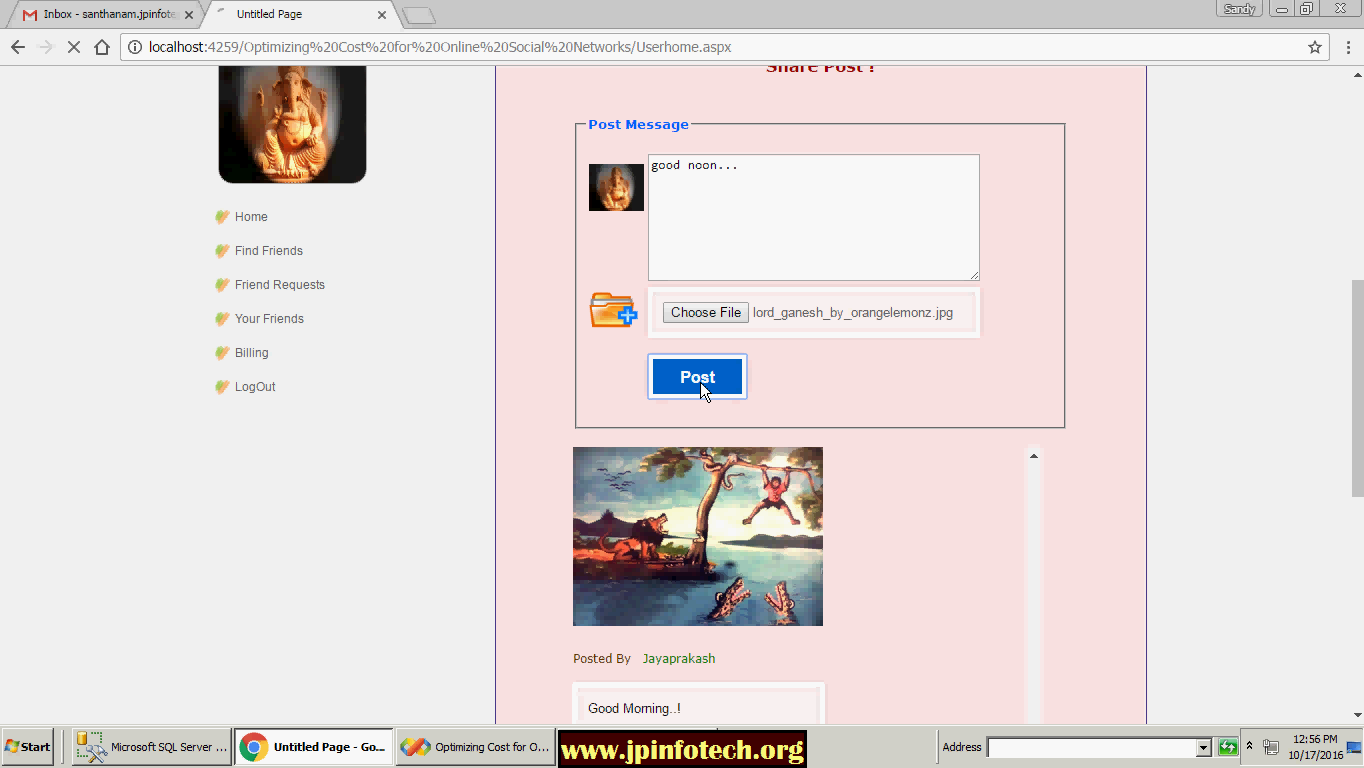 Inbox - santhanam.jpinfote
Untitled Page
Sandy
localhost:4259/Optimizing%20Cost%20for%20Online%20Social%20Networks/Userhome.aspx
Share Post !
Post Message
good noon...
Home
Find Friends
Friend Requests
Choose File lord_ganesh_by_orangelemonz.jpg
Your Friends
Billing
Post
LogOut
Posted By Jayaprakash
Good Morning..!
Start
Microsoft SQL Server ...
Untitled Page - Go...
Optimizing Cost for O...
www.jpinfotech.org
Address
12:56 PM
10/17/2016